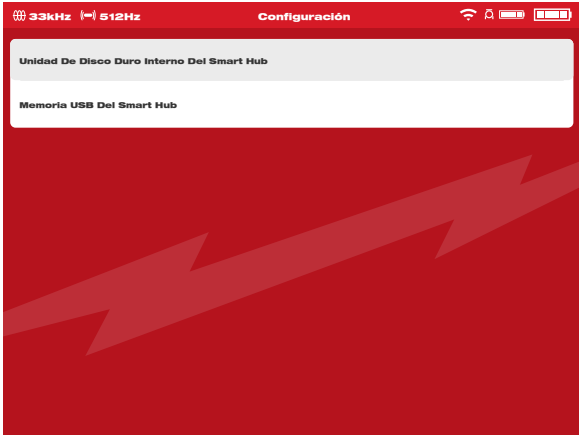 33kHz 512Hz Configuración
Unidad De Disco Duro Interno Del Smart Hub
Memoria USB Del Smart Hub